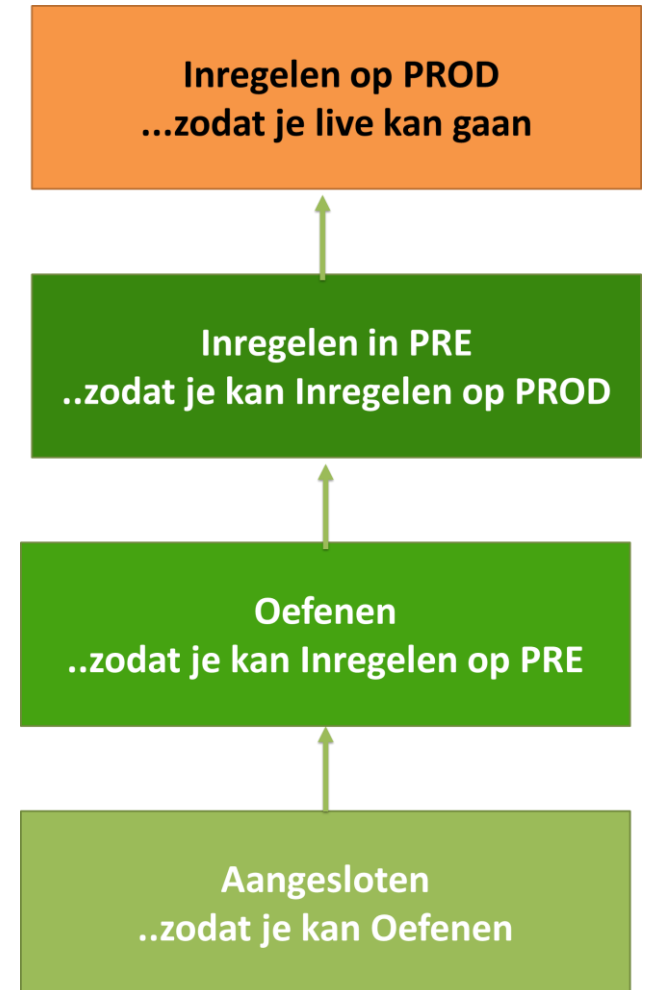 Inregelen op PROD
...zodat je live kan gaan
Inregelen in PRE
..zodat je kan Inregelen op PROD
Oefenen
..zodat je kan Inregelen op PRE
Aangesloten
..zodat je kan Oefenen